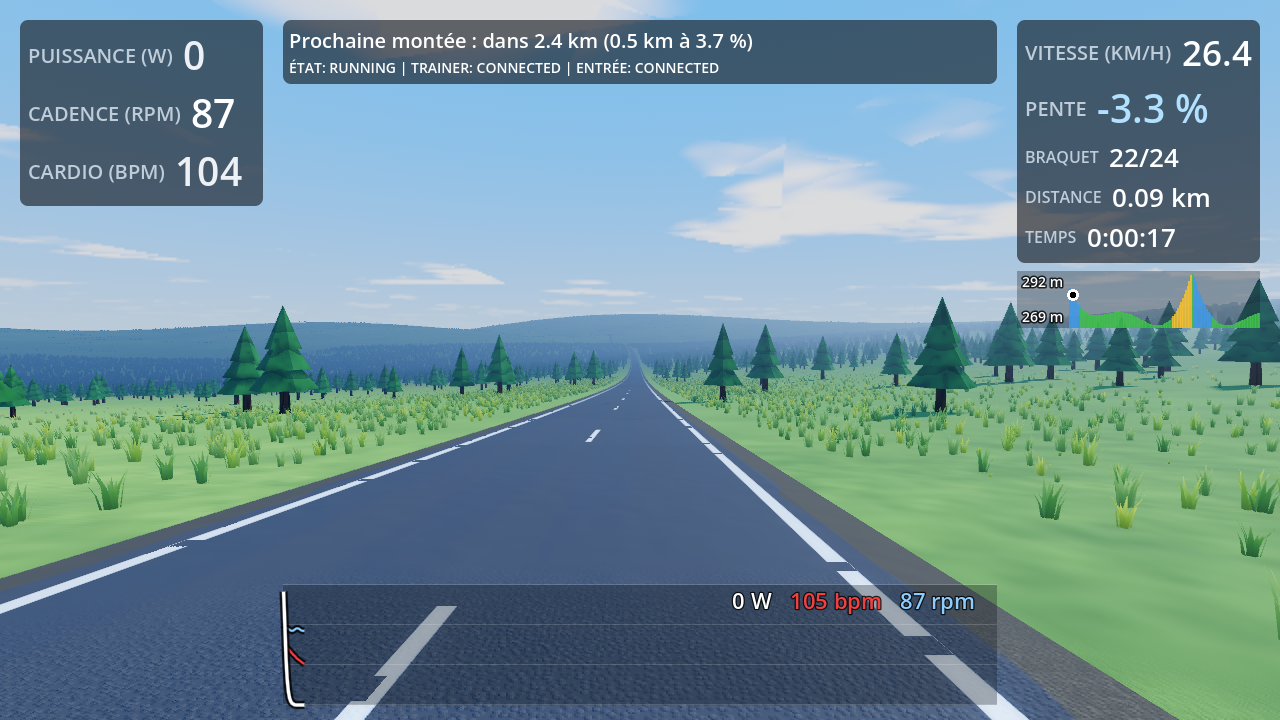 PUISSANCE (W) 0
CADENCE (RPM) 87
CARDIO (BPM) 104
Prochaine montée : dans 2.4 km (0.5 km à 3.7 %)
ÉTAT: RUNNING | TRAINER: CONNECTED | ENTRÉE: CONNECTED
VITESSE (KM/H) 26.4
PENTE -3.3 %
BRAQUET 22/24
DISTANCE 0.09 km
TEMPS 0:00:17
292 m
269 m
0 W 105 bpm 87 rpm